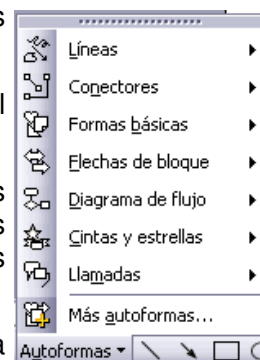 s
Líneas
Conectores
l
Formas básicas
Flechas de bloque
s
Diagrama de flujo
s
Cintas y estrellas
s
Llamadas
Más autoformas...
a
Autoformas